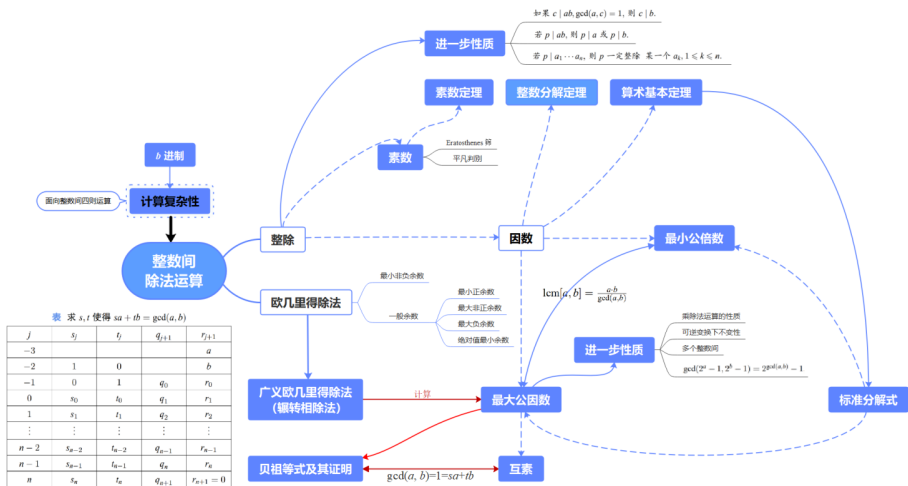 如果 c | ab, gcd(a, c) = 1, 则 c | b.
进一步性质
若 p | ab, 则 p | a 或 p | b.
若 p | a₁ ⋯ aₙ, 则 p 一定整除 某一个 aₖ, 1 ⩽ k ⩽ n.
素数定理
整数分解定理
算术基本定理
b 进制
素数
Eratosthenes 筛
平凡判别
面向整数间四则运算
计算复杂性
整除
因数
最小公倍数
整数间
除法运算
最小非负余数
欧几里得除法
一般余数
最小正余数
最大非正余数
最大负余数
绝对值最小余数
lcm[a, b] = a·b / gcd(a,b)
乘除法运算的性质
可逆变换下不变性
进一步性质
多个整数间
gcd(2ᵃ − 1, 2ᵇ − 1) = 2^gcd(a,b) − 1
表 求 s, t 使得 sa + tb = gcd(a, b)
j sⱼ tⱼ qⱼ₊₁ rⱼ₊₁
−3 a
−2 1 0 b
−1 0 1 q₀ r₀
0 s₀ t₀ q₁ r₁
1 s₁ t₁ q₂ r₂
⋮ ⋮ ⋮ ⋮ ⋮
n − 2 sₙ₋₂ tₙ₋₂ qₙ₋₁ rₙ₋₁
n − 1 sₙ₋₁ tₙ₋₁ qₙ rₙ
n sₙ tₙ qₙ₊₁ rₙ₊₁ = 0
广义欧几里得除法
(辗转相除法)
计算
最大公因数
标准分解式
贝祖等式及其证明
gcd(a, b)=1=sa+tb
互素